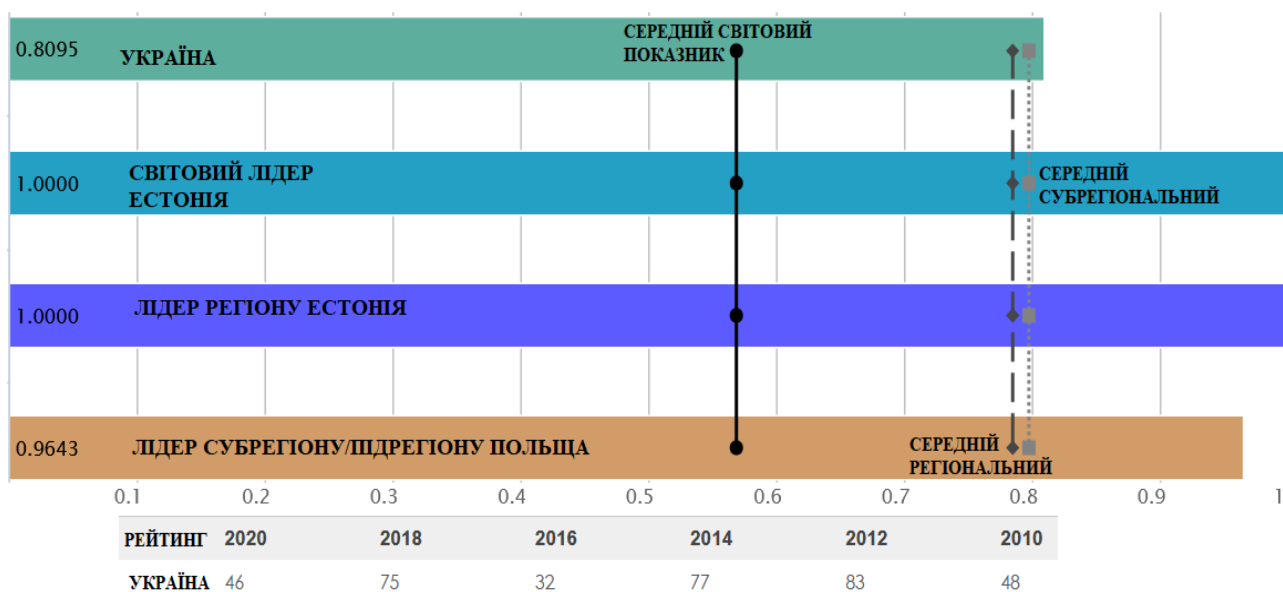 0.8095 УКРАЇНА
СЕРЕДНІЙ СВІТОВИЙ
ПОКАЗНИК
1.0000 СВІТОВИЙ ЛІДЕР
ЕСТОНІЯ
СЕРЕДНІЙ
СУБРЕГІОНАЛЬНИЙ
1.0000 ЛІДЕР РЕГІОНУ ЕСТОНІЯ
0.9643 ЛІДЕР СУБРЕГІОНУ/ПІДРЕГІОНУ ПОЛЬЩА
СЕРЕДНІЙ
РЕГІОНАЛЬНИЙ
0.1 0.2 0.3 0.4 0.5 0.6 0.7 0.8 0.9 1
РЕЙТИНГ 2020 2018 2016 2014 2012 2010
УКРАЇНА 46 75 32 77 83 48